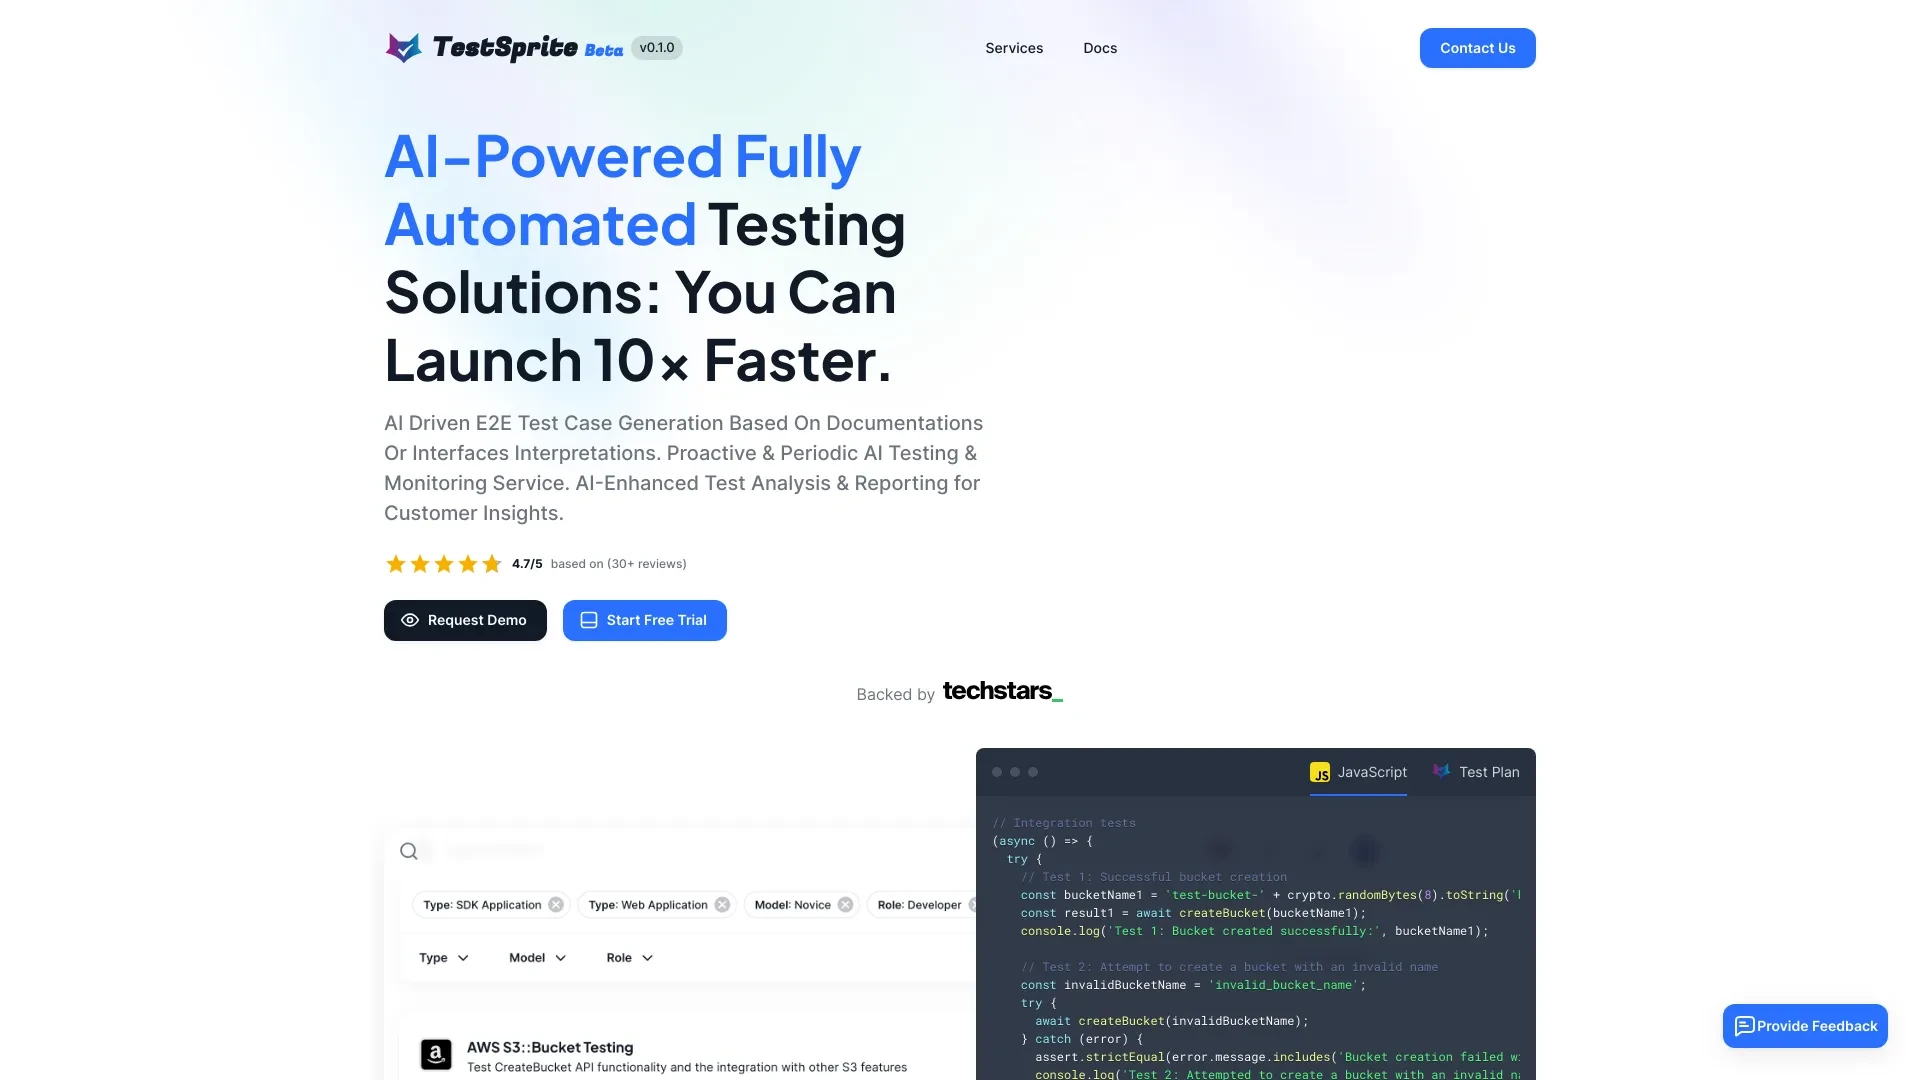 TestSprite Beta v0.1.0
Services
Docs
Contact Us
AI-Powered Fully
Automated Testing
Solutions: You Can
Launch 10× Faster.
AI Driven E2E Test Case Generation Based On Documentations
Or Interfaces Interpretations. Proactive & Periodic AI Testing &
Monitoring Service. AI-Enhanced Test Analysis & Reporting for
Customer Insights.
4.7/5 based on (30+ reviews)
Request Demo
Start Free Trial
Backed by techstars_
Type: SDK Application
Type: Web Application
Model: Novice
Role: Developer
Type
Model
Role
AWS S3::Bucket Testing
Test CreateBucket API functionality and the integration with other S3 features
JS JavaScript
Test Plan
// Integration tests
(async () => {
try {
// Test 1: Successful bucket creation
const bucketName1 = `test-bucket-' + crypto.randomBytes(8).toString('
const result1 = await createBucket(bucketName1);
console.log('Test 1: Bucket created successfully:', bucketName1);
// Test 2: Attempt to create a bucket with an invalid name
const invalidBucketName = 'invalid_bucket_name';
try {
await createBucket(invalidBucketName);
} catch (error) {
assert.strictEqual(error.message.includes('Bucket creation failed
console.log('Test 2: Attempted to create a bucket with an invalid
Provide Feedback